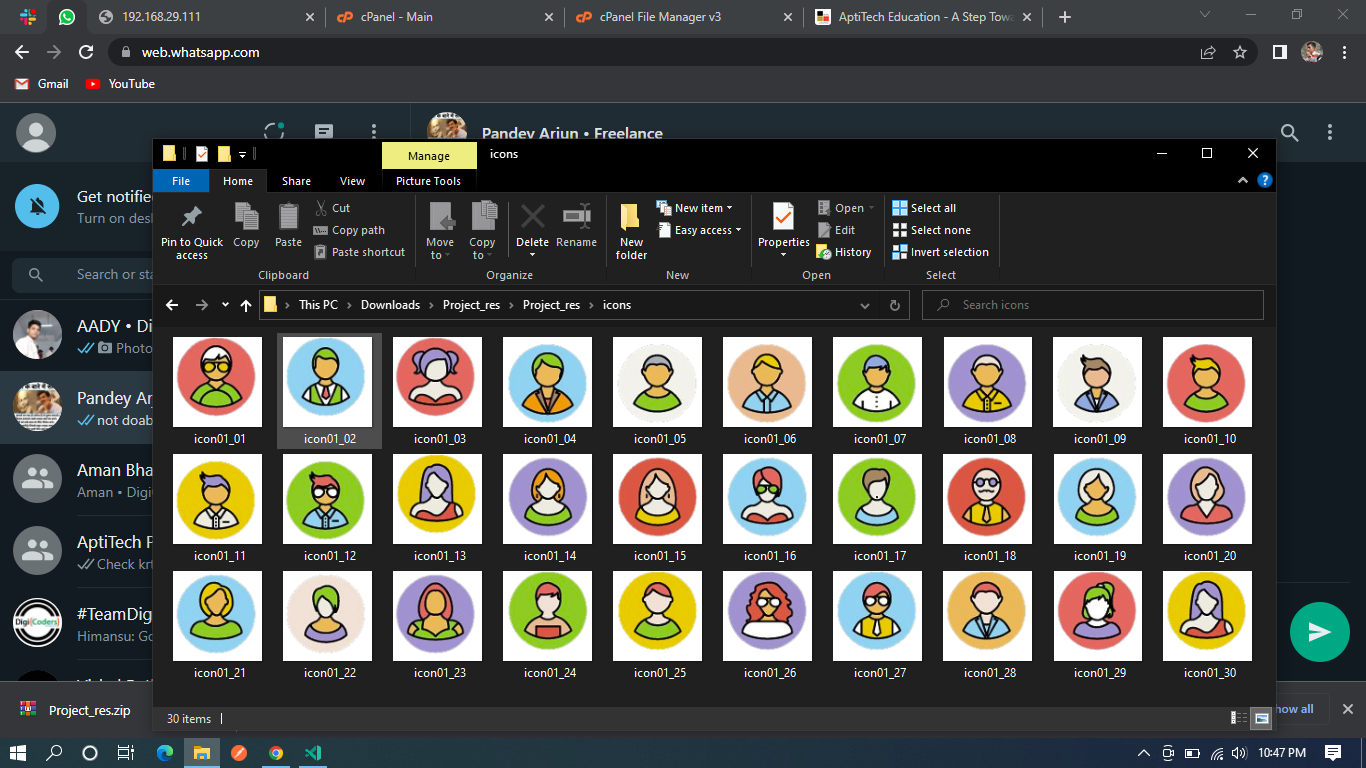 192.168.29.111
cPanel - Main
cPanel File Manager v3
AptiTech Education - A Step Towa
web.whatsapp.com
Gmail
YouTube
Pandey Arjun • Freelance
Manage
icons
File
Home
Share
View
Picture Tools
Get notifie
Turn on desk
Pin to Quick access
Copy
Paste
Cut
Copy path
Paste shortcut
Clipboard
Move to
Copy to
Delete
Rename
Organize
New folder
New item
Easy access
New
Properties
Open
Edit
History
Open
Select all
Select none
Invert selection
Select
Search or sta
This PC
Downloads
Project_res
Project_res
icons
Search icons
AADY • Di
Photo
Pandey Arj
not doab
Aman Bha
Aman • Digi
AptiTech P
Check krt
DigiCoders
#TeamDig
Himansu: Go
icon01_01
icon01_02
icon01_03
icon01_04
icon01_05
icon01_06
icon01_07
icon01_08
icon01_09
icon01_10
icon01_11
icon01_12
icon01_13
icon01_14
icon01_15
icon01_16
icon01_17
icon01_18
icon01_19
icon01_20
icon01_21
icon01_22
icon01_23
icon01_24
icon01_25
icon01_26
icon01_27
icon01_28
icon01_29
icon01_30
Project_res.zip
30 items
how all
10:47 PM